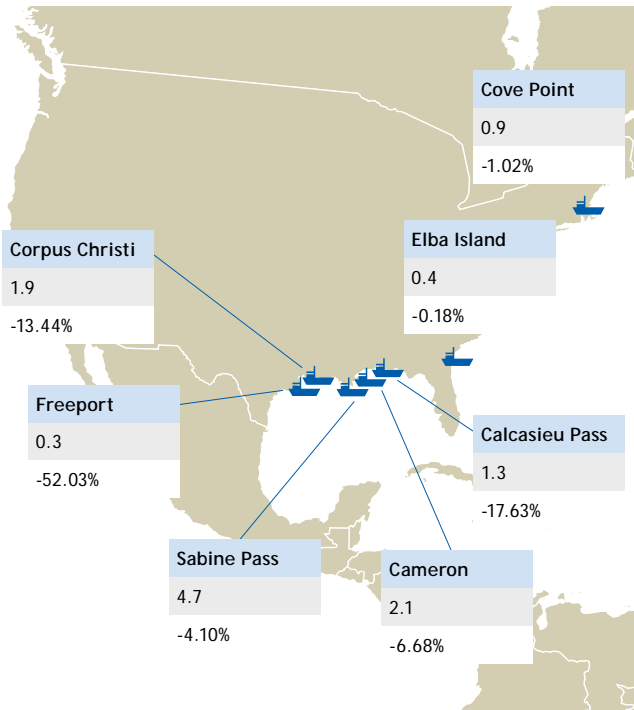 Cove Point
0.9
-1.02%
Elba Island
0.4
-0.18%
Corpus Christi
1.9
-13.44%
Freeport
0.3
-52.03%
Calcasieu Pass
1.3
-17.63%
Sabine Pass
4.7
-4.10%
Cameron
2.1
-6.68%